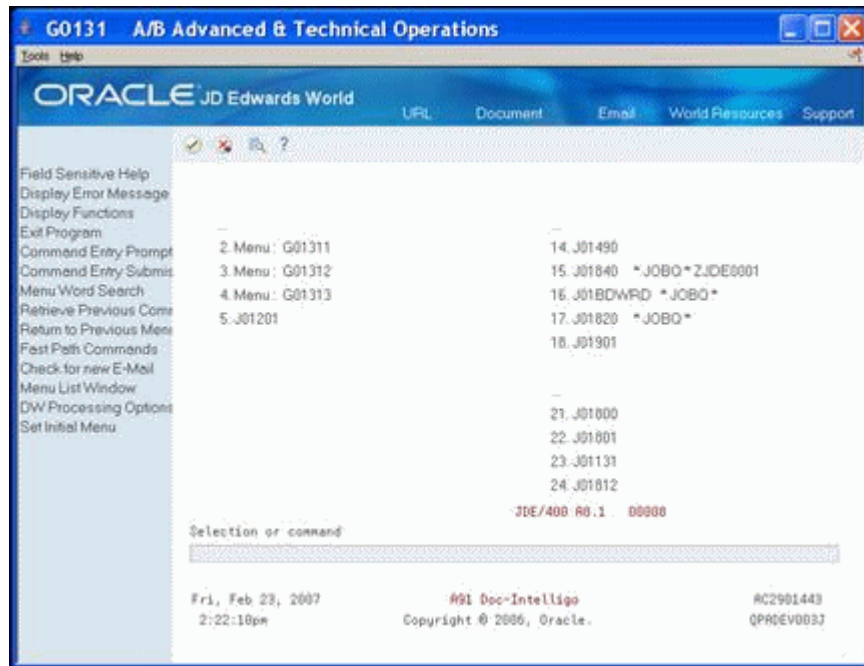 G0131 A/B Advanced & Technical Operations
Tools Help
ORACLE JD Edwards World
URL Document Email World Resources Support
?
Field Sensitive Help
Display Error Message
Display Functions
Exit Program
Command Entry Prompt
Command Entry Submis
Menu Word Search
Retrieve Previous Com
Return to Previous Men
Fast Path Commands
Check for new E-Mail
Menu List Window
DW Processing Options
Set Initial Menu
2. Menu: G01311
3. Menu: G01312
4. Menu: G01313
5. J01201
14. J01490
15. J01840 *JOBQ*ZJDE0001
16. J01BDWRD *JOBQ*
17. J01820 *JOBQ*
18. J01901
21. J01800
22. J01801
23. J01131
24. J01812
JDE/400 A8.1 00008
Selection or command
Fri, Feb 23, 2007 A91 Doc-Intelligo AC2901443
2:22:10pm Copyright © 2006, Oracle. QPADEV003J